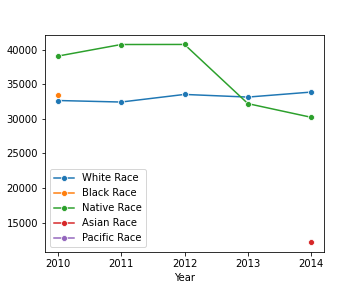 40000
35000
30000
25000
20000
15000
White Race
Black Race
Native Race
Asian Race
Pacific Race
2010 2011 2012 2013 2014
Year